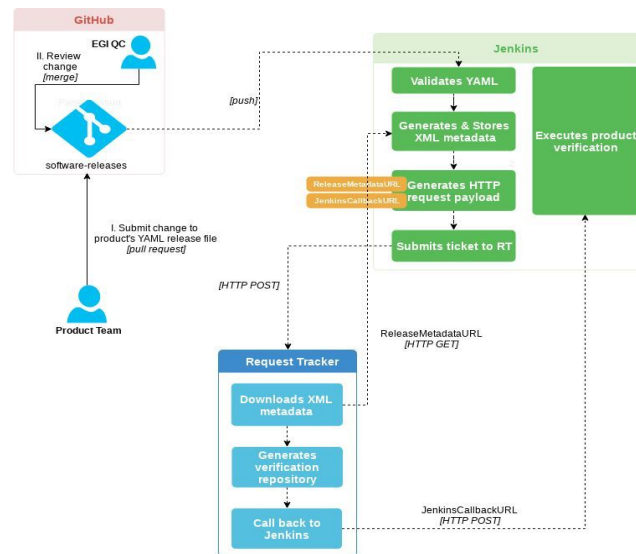 GitHub
EGI QC
II. Review
change
[merge]
software-releases
I. Submit change to
product's YAML release file
[pull request]
Product Team
[push]
Jenkins
Validates YAML
Generates & Stores
XML metadata
ReleaseMetadataURL
JenkinsCallbackURL
Generates HTTP
request payload
Submits ticket to RT
Executes product
verification
[HTTP POST]
ReleaseMetadataURL
[HTTP GET]
Request Tracker
Downloads XML
metadata
Generates
verification
repository
Call back to
Jenkins
JenkinsCallbackURL
[HTTP POST]